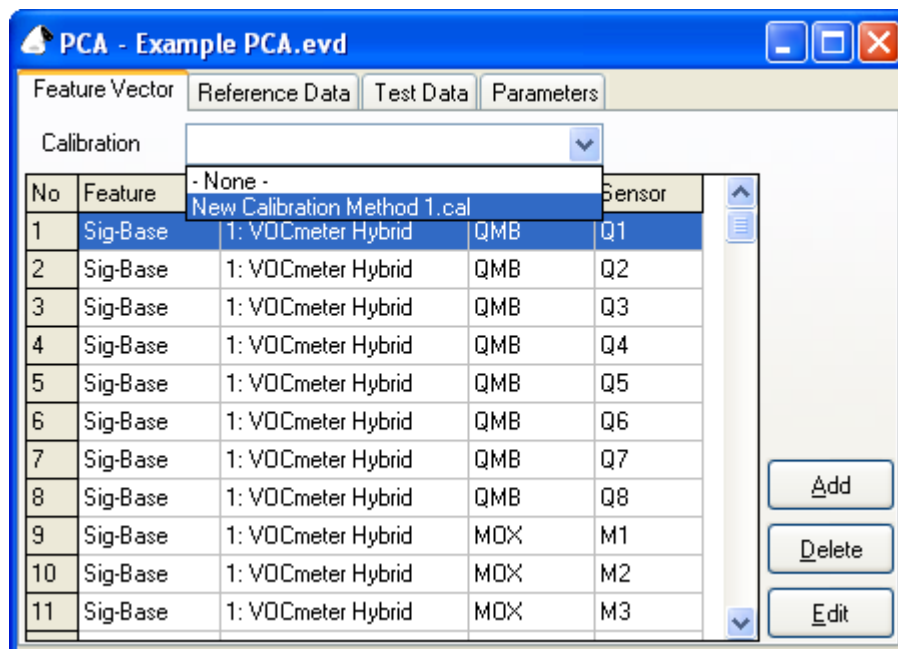 PCA - Example PCA.evd
Feature Vector Reference Data Test Data Parameters
Calibration
- None -
New Calibration Method 1.cal
No Feature Sensor
1 Sig-Base 1: VOCmeter Hybrid QMB Q1
2 Sig-Base 1: VOCmeter Hybrid QMB Q2
3 Sig-Base 1: VOCmeter Hybrid QMB Q3
4 Sig-Base 1: VOCmeter Hybrid QMB Q4
5 Sig-Base 1: VOCmeter Hybrid QMB Q5
6 Sig-Base 1: VOCmeter Hybrid QMB Q6
7 Sig-Base 1: VOCmeter Hybrid QMB Q7
8 Sig-Base 1: VOCmeter Hybrid QMB Q8
9 Sig-Base 1: VOCmeter Hybrid MOX M1
10 Sig-Base 1: VOCmeter Hybrid MOX M2
11 Sig-Base 1: VOCmeter Hybrid MOX M3
Add
Delete
Edit